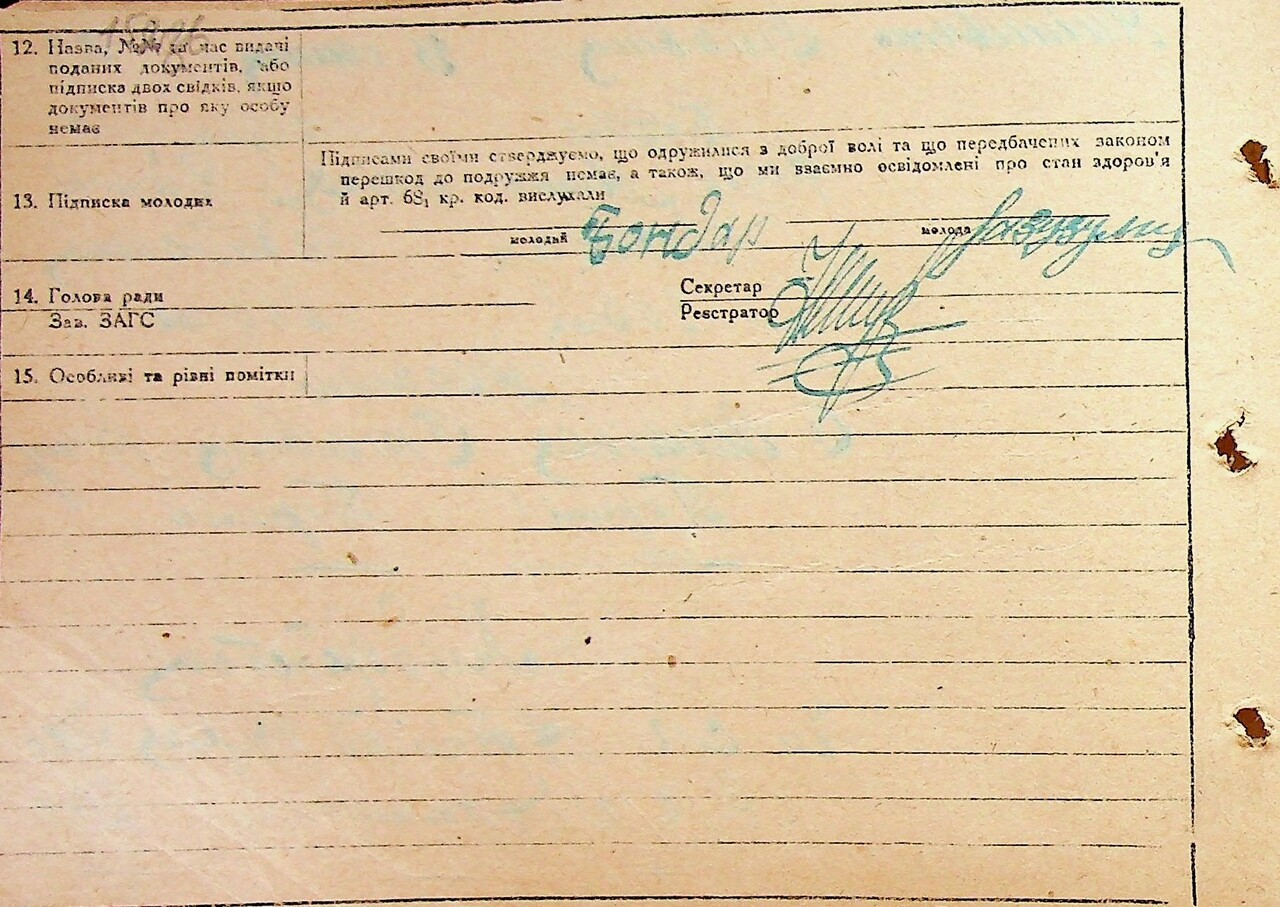 12. Назва, №№ та час видачі
поданих документів, або
підписка двох свідків, якщо
документів про яку особу
немає
Підписами своїми стверджуємо, що одружилися з доброї волі та що передбачених законом
перешкод до подружжя немає, а також, що ми взаємно освідомлені про стан здоров'я
й арт. 68₁ кр. код. вислухали
13. Підписка молодих
молодий Бондар молода
14. Голова ради Секретар
Зав. ЗАГС Реєстратор
15. Особливі та рівні помітки